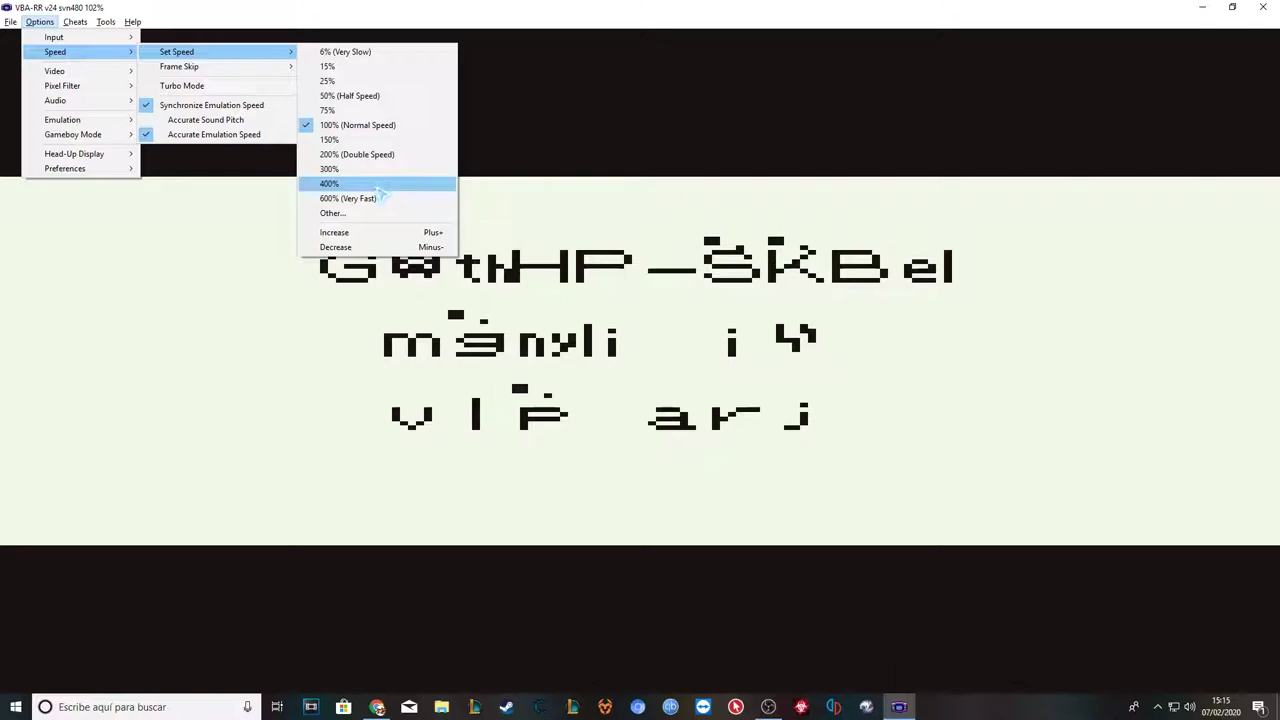 VBA-RR v24 svn480 102%
File Options Cheats Tools Help
Input
Speed
Video
Pixel Filter
Audio
Emulation
Gameboy Mode
Head-Up Display
Preferences
Set Speed
Frame Skip
Turbo Mode
Synchronize Emulation Speed
Accurate Sound Pitch
Accurate Emulation Speed
6% (Very Slow)
15%
25%
50% (Half Speed)
75%
100% (Normal Speed)
150%
200% (Double Speed)
300%
400%
600% (Very Fast)
Other...
Increase Plus+
Decrease Minus-
Escribe aquí para buscar
15:15
07/02/2020